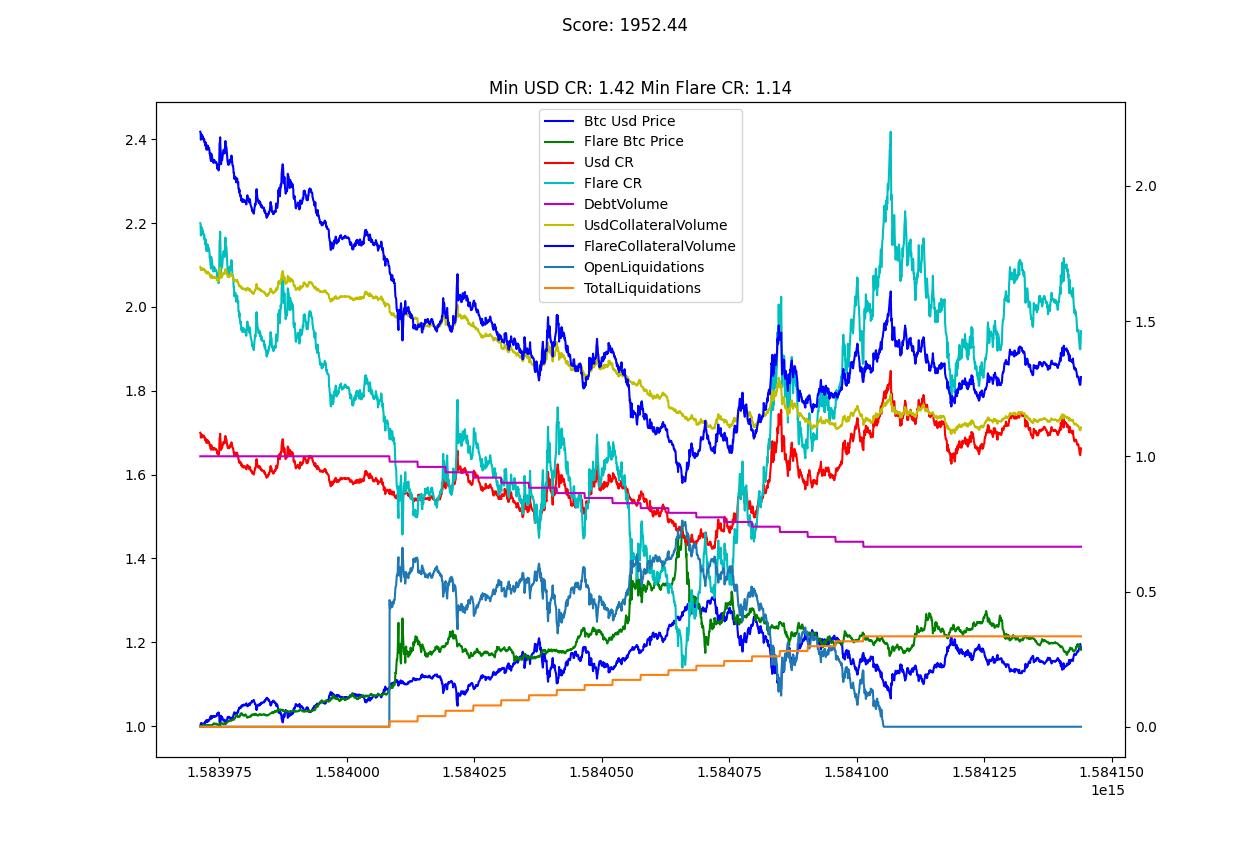 Score: 1952.44
Min USD CR: 1.42 Min Flare CR: 1.14
Btc Usd Price
Flare Btc Price
Usd CR
Flare CR
DebtVolume
UsdCollateralVolume
FlareCollateralVolume
OpenLiquidations
TotalLiquidations
2.4
2.2
2.0
1.8
1.6
1.4
1.2
1.0
2.0
1.5
1.0
0.5
0.0
1.583975 1.584000 1.584025 1.584050 1.584075 1.584100 1.584125 1.584150
1e15